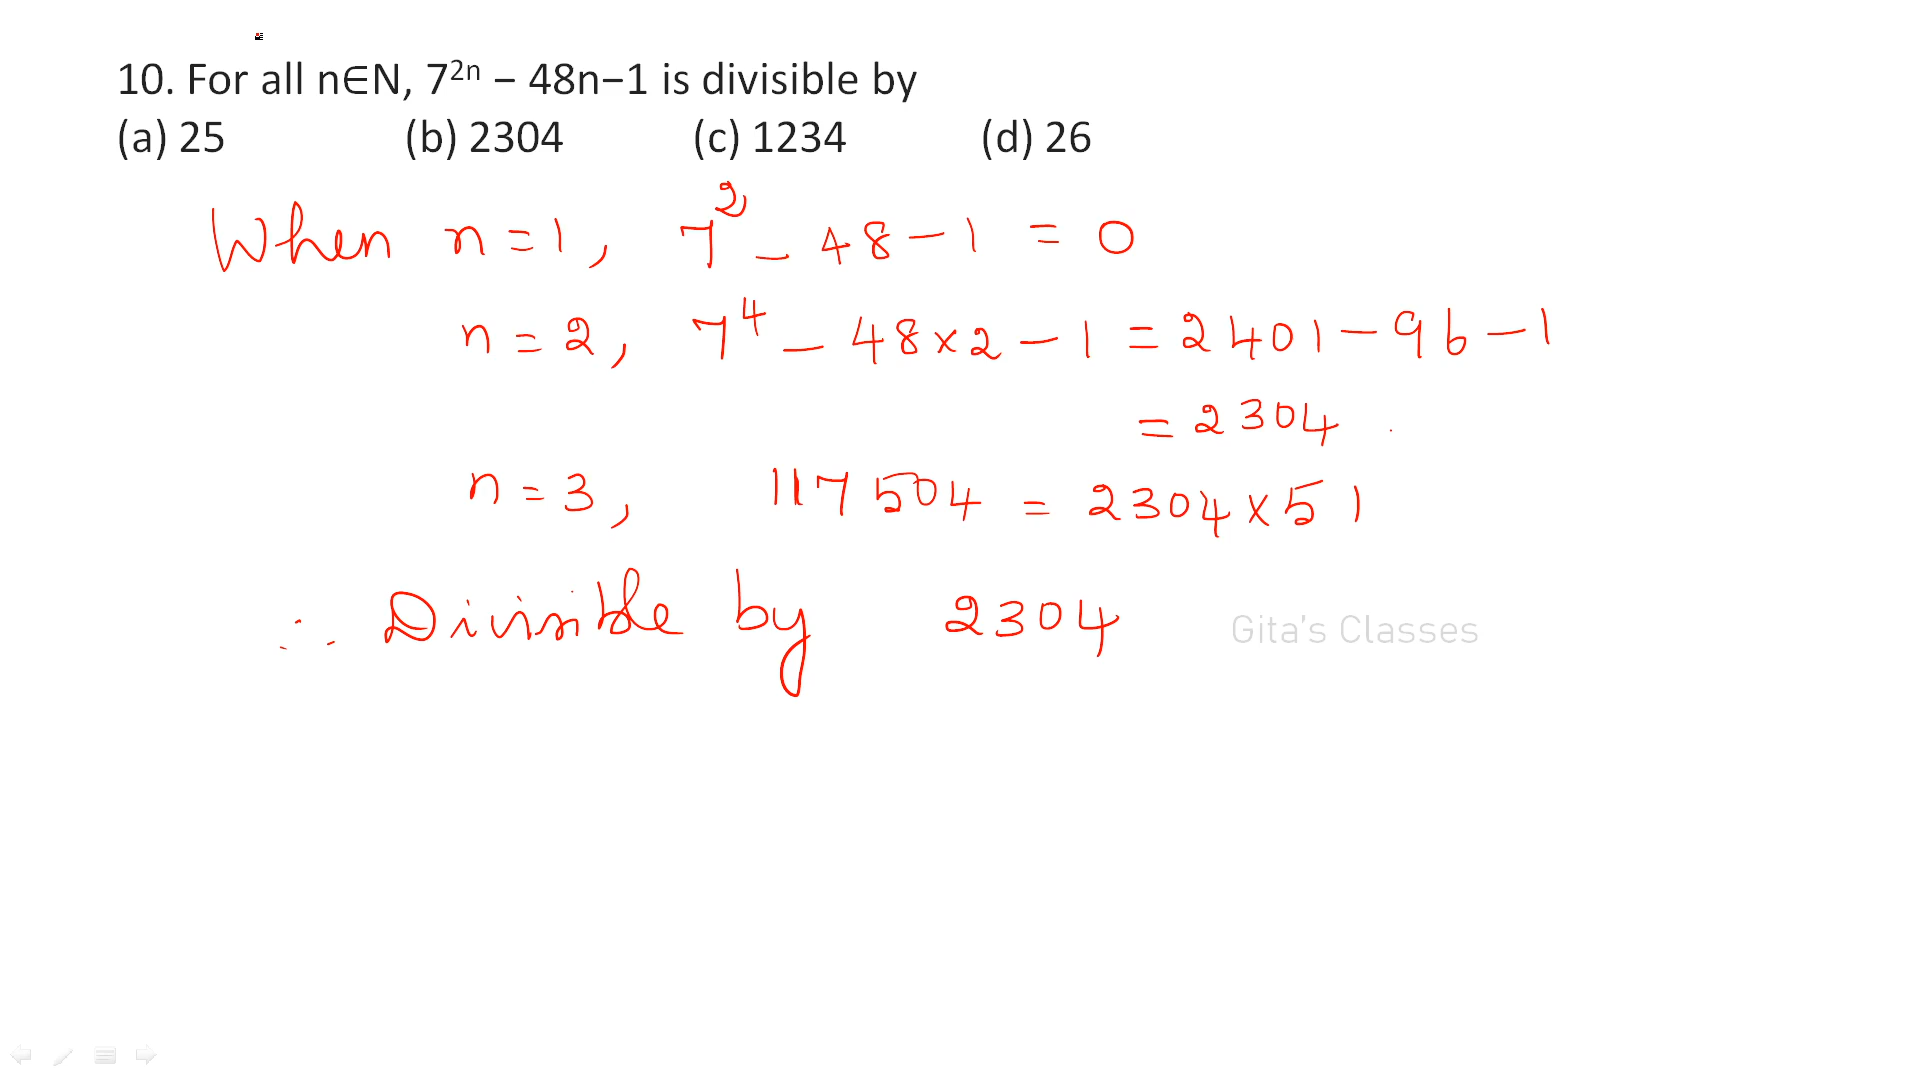 10. For all n∈N, 7²ⁿ − 48n−1 is divisible by
(a) 25 (b) 2304 (c) 1234 (d) 26
When n=1, 7² - 48-1 = 0
n=2, 7⁴ - 48×2-1 = 2401-96-1
= 2304
n=3, 117504 = 2304×51
∴ Divisible by 2304
Gita's Classes